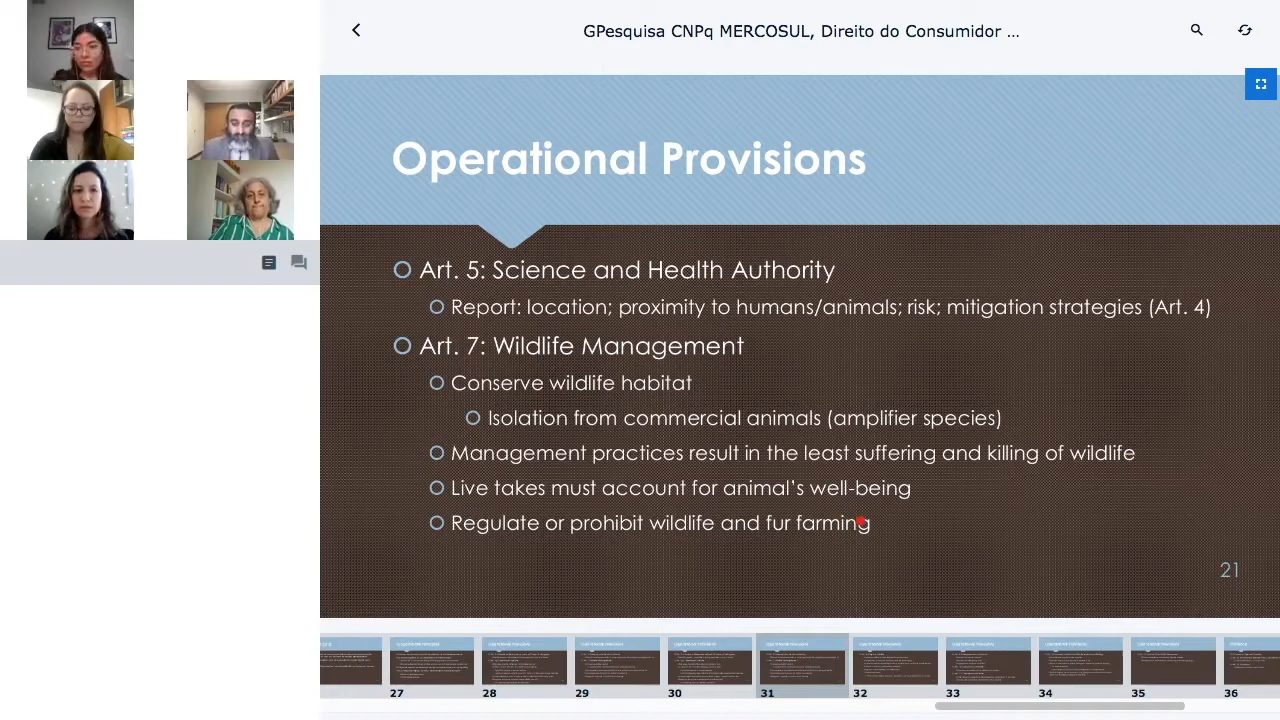 GPesquisa CNPq MERCOSUL, Direito do Consumidor ...
Operational Provisions
Art. 5: Science and Health Authority
Report: location; proximity to humans/animals; risk; mitigation strategies (Art. 4)
Art. 7: Wildlife Management
Conserve wildlife habitat
Isolation from commercial animals (amplifier species)
Management practices result in the least suffering and killing of wildlife
Live takes must account for animal's well-being
Regulate or prohibit wildlife and fur farming
21
27 28 29 30 31 32 33 34 35 36